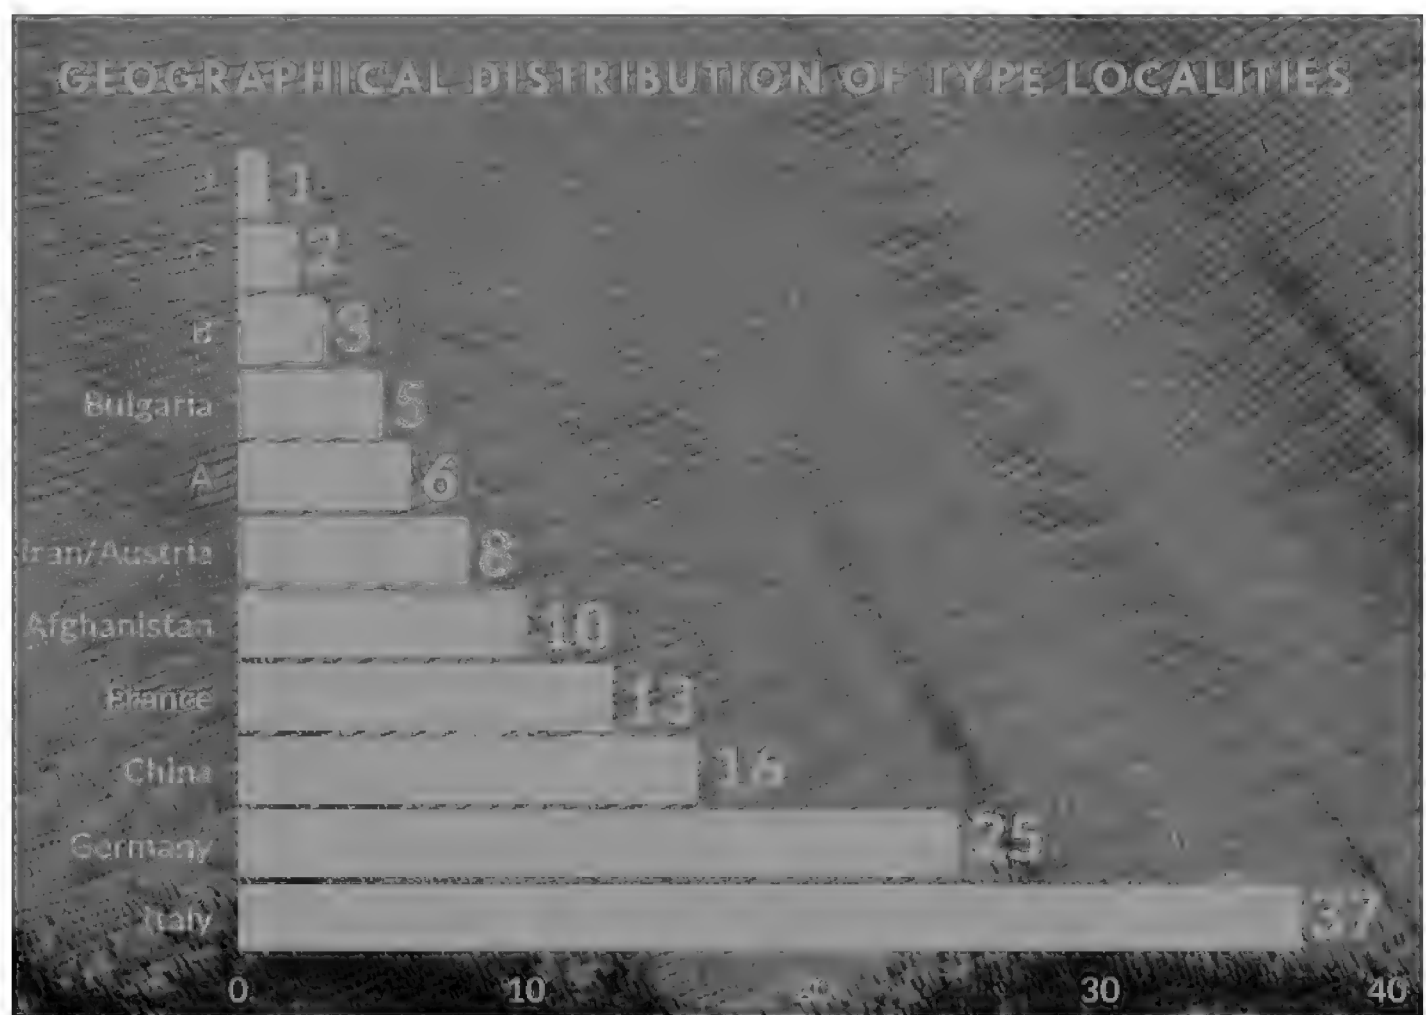 GEOGRAPHICAL DISTRIBUTION OF TYPE LOCALITIES
1
2
B 3
Bulgaria 5
A 6
Iran/Austria 8
Afghanistan 10
France 13
China 16
Germany 25
Italy 37
0 10 30 40